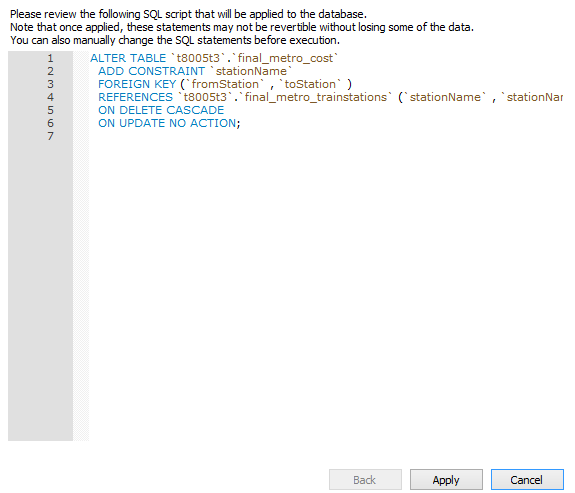 Please review the following SQL script that will be applied to the database.
Note that once applied, these statements may not be revertible without losing some of the data.
You can also manually change the SQL statements before execution.
1 ALTER TABLE `t8005t3`.`final_metro_cost`
2 ADD CONSTRAINT `stationName`
3 FOREIGN KEY (`fromStation` , `toStation` )
4 REFERENCES `t8005t3`.`final_metro_trainstations` (`stationName` , `stationNar
5 ON DELETE CASCADE
6 ON UPDATE NO ACTION;
7
Back Apply Cancel